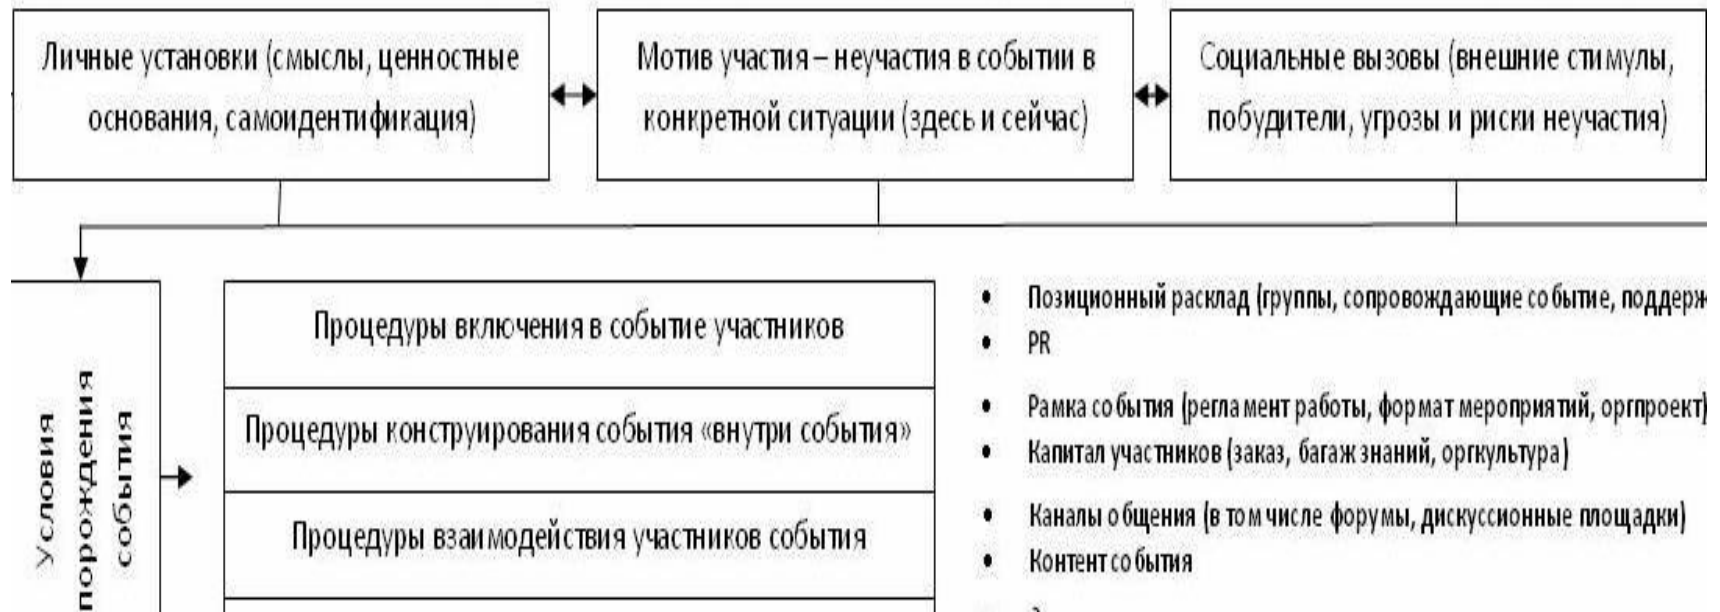 Личные установки (смыслы, ценностные
основания, самоидентификация)
Мотив участия – неучастия в событии в
конкретной ситуации (здесь и сейчас)
Социальные вызовы (внешние стимулы,
побудители, угрозы и риски неучастия)
Условия
порождения
события
Процедуры включения в событие участников
Процедуры конструирования события «внутри события»
Процедуры взаимодействия участников события
• Позиционный расклад (группы, сопровождающие событие, поддерж
• PR
• Рамка события (регламент работы, формат мероприятий, оргпроект)
• Капитал участников (заказ, багаж знаний, оргкультура)
• Каналы общения (в том числе форумы, дискуссионные площадки)
• Контент события